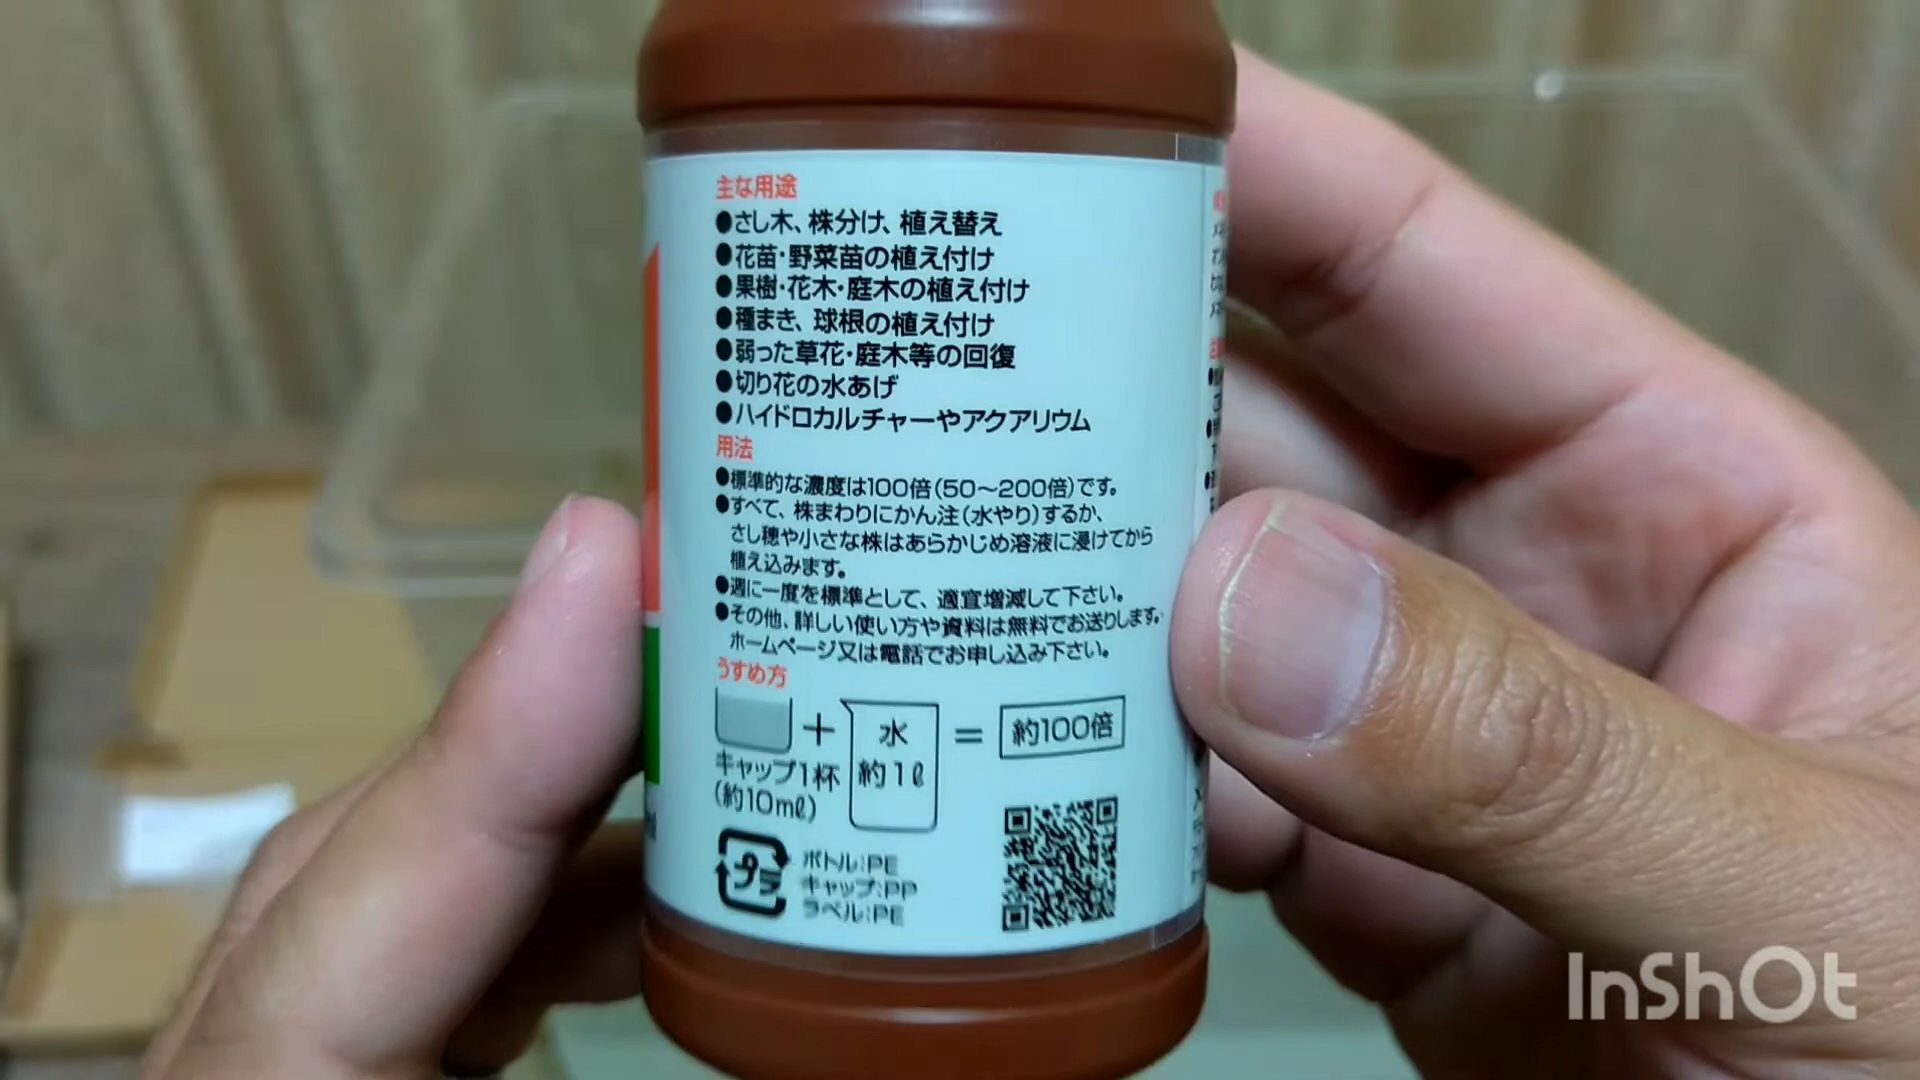 主な用途
●さし木、株分け、植え替え
●花苗・野菜苗の植え付け
●果樹・花木・庭木の植え付け
●種まき、球根の植え付け
●弱った草花・庭木等の回復
●切り花の水あげ
●ハイドロカルチャーやアクアリウム
用法
●標準的な濃度は100倍(50〜200倍)です。
●すべて、株まわりにかん注(水やり)するか、
さし穂や小さな株はあらかじめ溶液に浸けてから
植え込みます。
●週に一度を標準として、適宜増減して下さい。
●その他、詳しい使い方や資料は無料でお送りします。
ホームページ又は電話でお申し込み下さい。
うすめ方
キャップ1杯
(約10mℓ)
+
水
約1ℓ
=
約100倍
プラ
ボトル:PE
キャップ:PP
ラベル:PE
InShOt